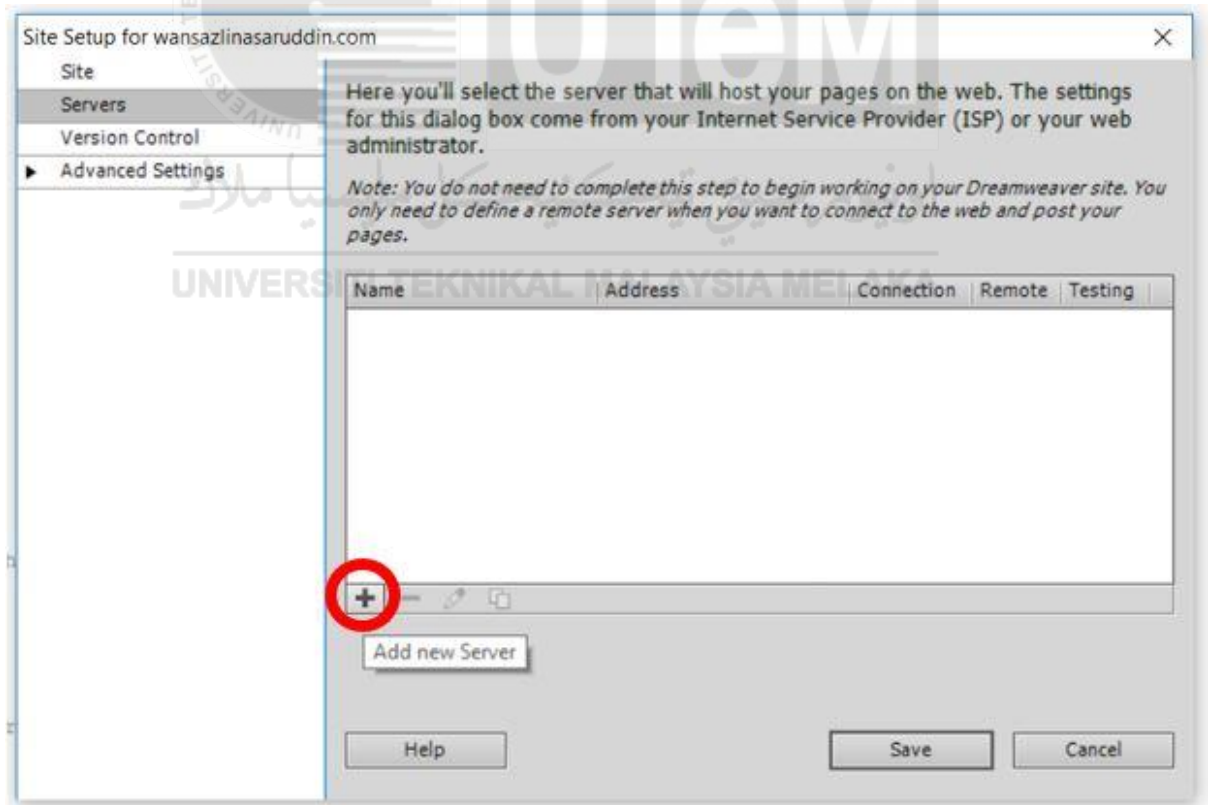 Site Setup for wansazlinasaruddin.com
Site
Servers
Version Control
Advanced Settings
Here you'll select the server that will host your pages on the web. The settings
for this dialog box come from your Internet Service Provider (ISP) or your web
administrator.
Note: You do not need to complete this step to begin working on your Dreamweaver site. You
only need to define a remote server when you want to connect to the web and post your
pages.
Name Address Connection Remote Testing
Add new Server
Help Save Cancel
UTeM
UNIVERSITI TEKNIKAL MALAYSIA MELAKA